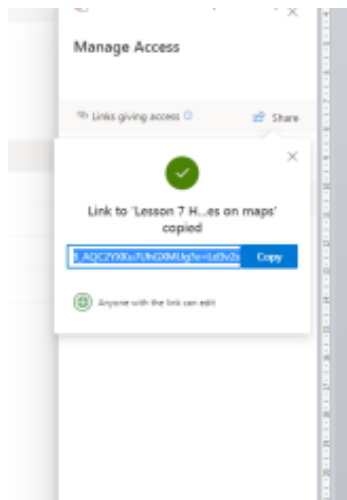 Manage Access
Links giving access
Share
Link to 'Lesson 7 H...es on maps'
copied
Copy
Anyone with the link can edit